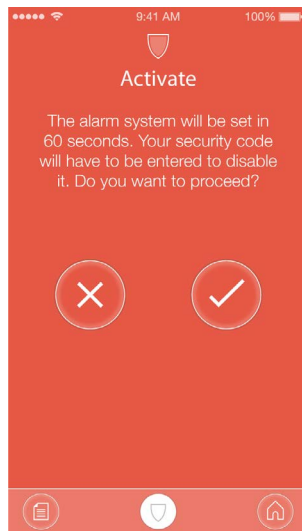 9:41 AM
100%
Activate
The alarm system will be set in
60 seconds. Your security code
will have to be entered to disable
it. Do you want to proceed?